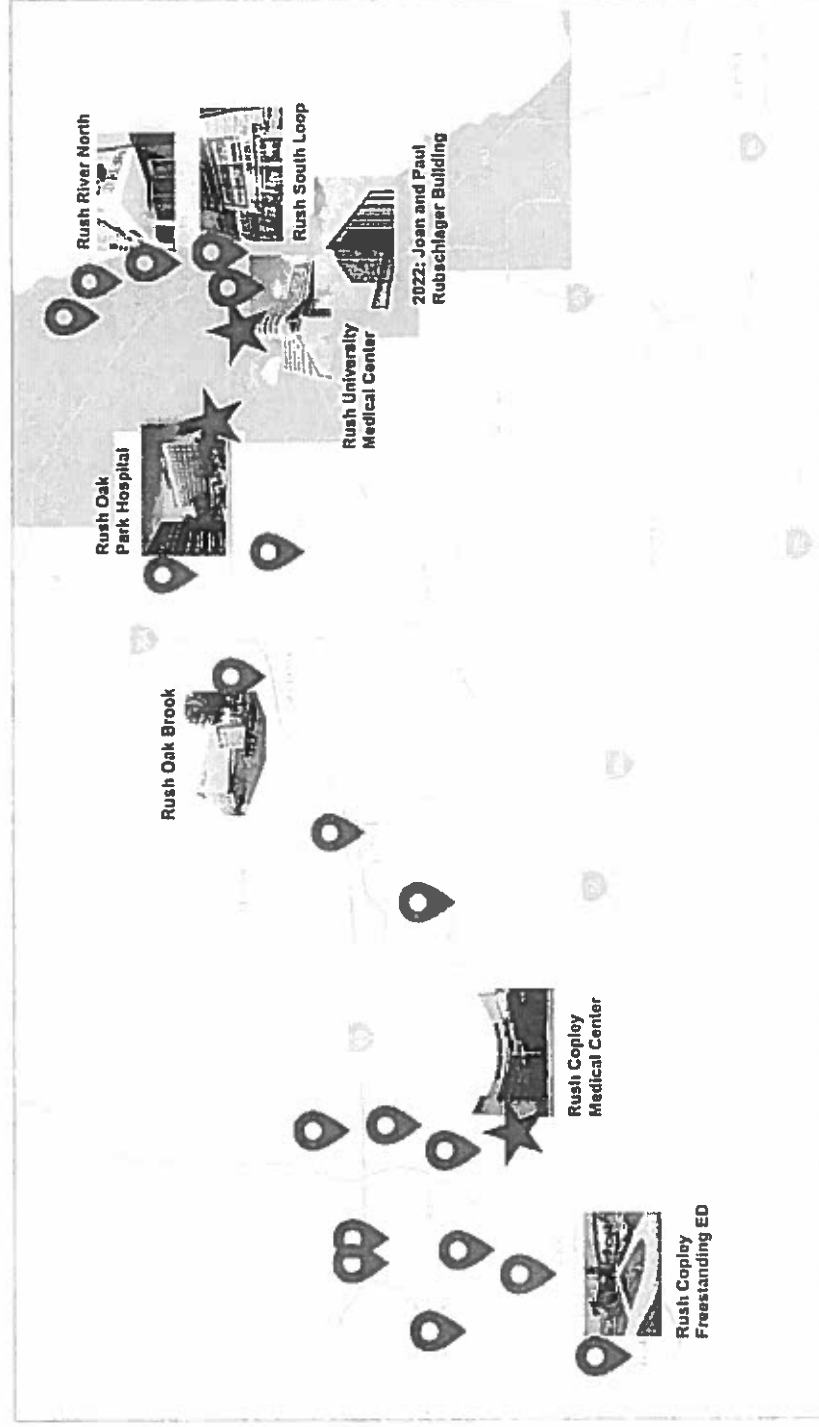 Rush River North
Rush South Loop
2022: Joan and Paul
Rubschlager Building
Rush University
Medical Center
Rush Oak
Park Hospital
Rush Oak Brook
Rush Copley
Medical Center
Rush Copley
Freestanding ED